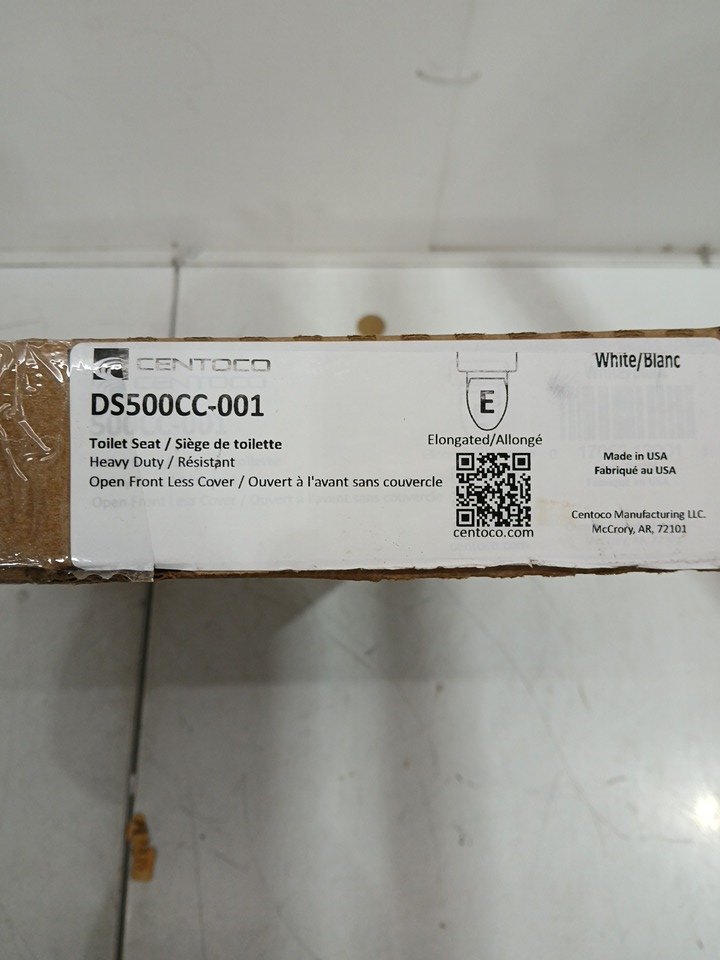 CENTOCO
DS500CC-001
Toilet Seat / Siège de toilette
Heavy Duty / Résistant
Open Front Less Cover / Ouvert à l'avant sans couvercle
E
Elongated/Allongé
centoco.com
White/Blanc
Made in USA
Fabriqué au USA
Centoco Manufacturing LLC.
McCrory, AR, 72101